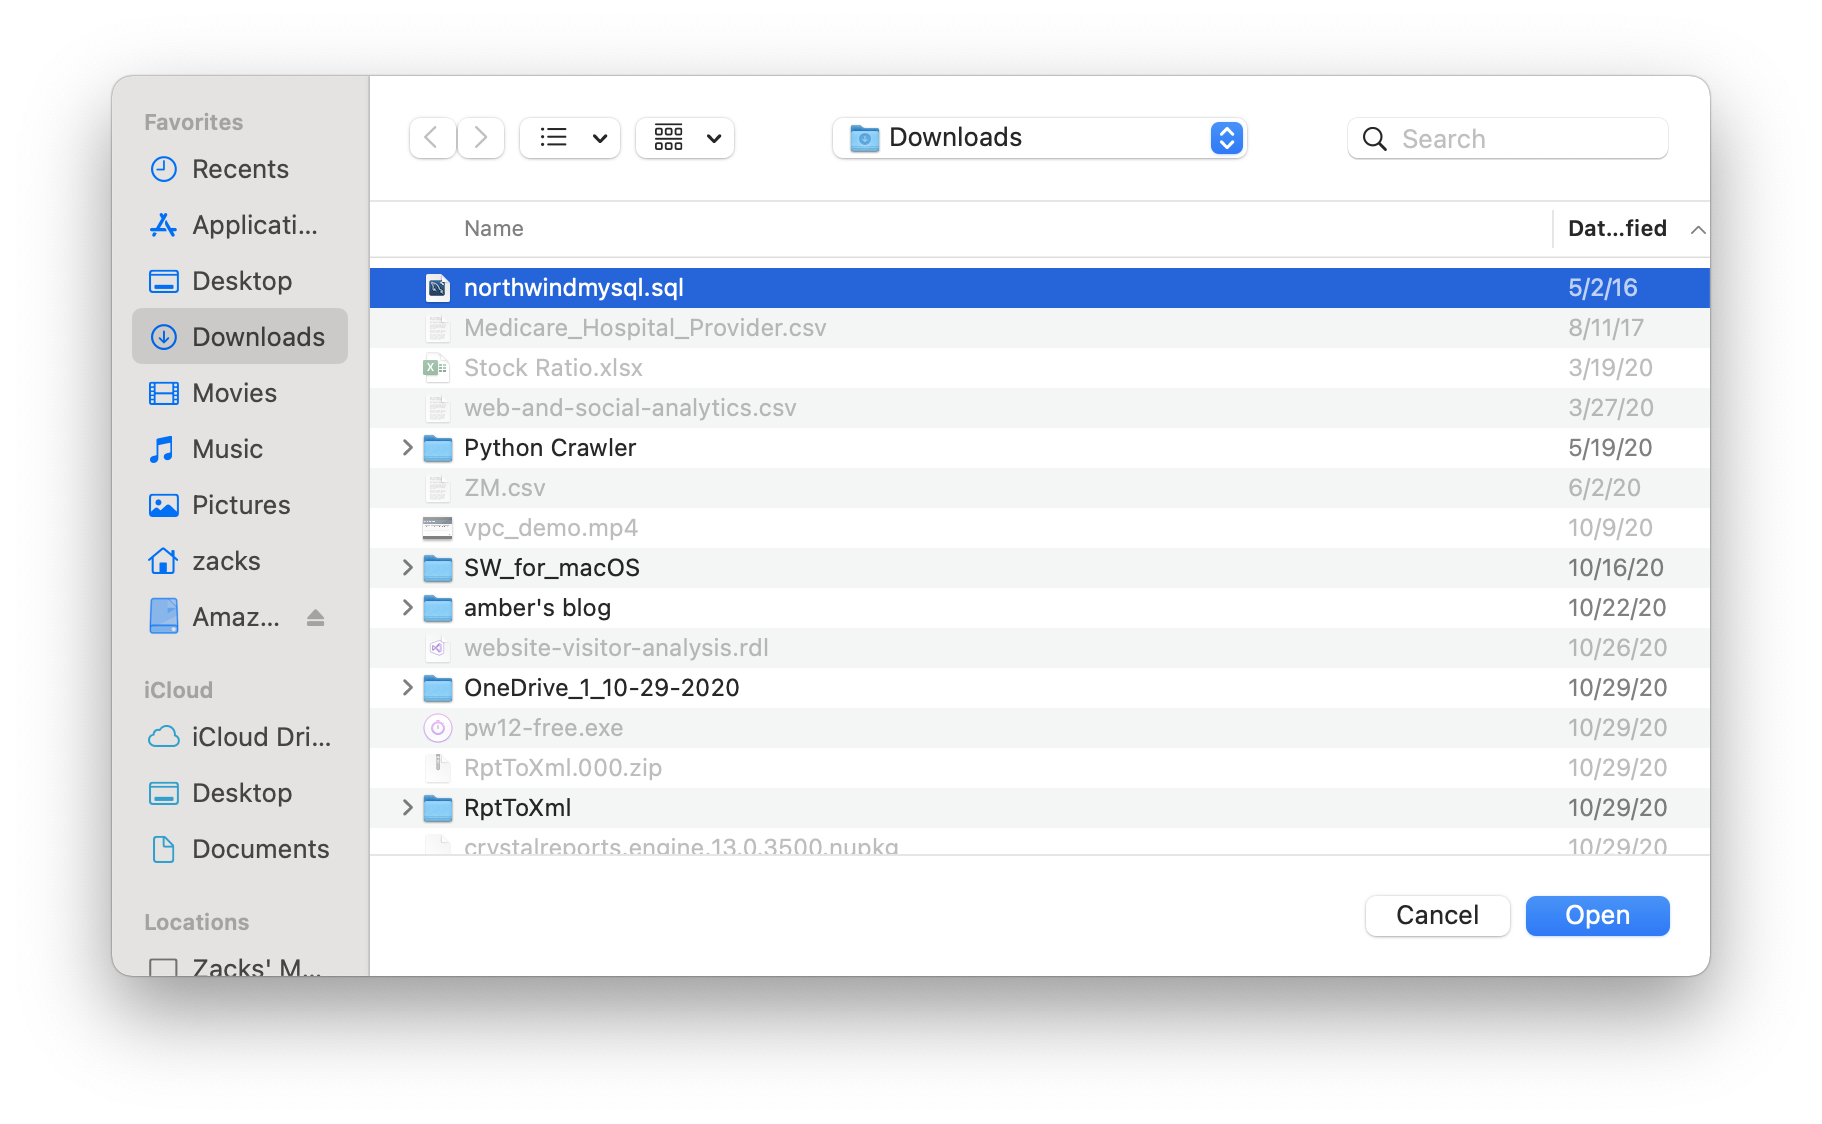 Favorites
Recents
Applicati...
Desktop
Downloads
Movies
Music
Pictures
zacks
Amaz...
iCloud
iCloud Dri...
Desktop
Documents
Locations
Zacks' M...
Downloads
Search
Name Dat...fied
northwindmysql.sql 5/2/16
Medicare_Hospital_Provider.csv 8/11/17
Stock Ratio.xlsx 3/19/20
web-and-social-analytics.csv 3/27/20
Python Crawler 5/19/20
ZM.csv 6/2/20
vpc_demo.mp4 10/9/20
SW_for_macOS 10/16/20
amber's blog 10/22/20
website-visitor-analysis.rdl 10/26/20
OneDrive_1_10-29-2020 10/29/20
pw12-free.exe 10/29/20
RptToXml.000.zip 10/29/20
RptToXml 10/29/20
crystalreports.engine.13.0.3500.nupkg 10/29/20
Cancel Open